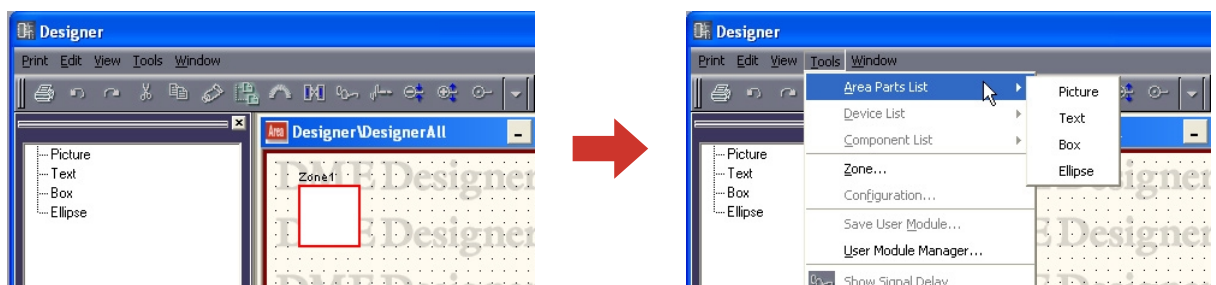 Designer
Print Edit View Tools Window
Area Designer\DesignerAll
Picture
Text
Box
Ellipse
Zone1
DME Designer
Designer
Designer
Print Edit View Tools Window
Area Parts List
Device List
Component List
Zone...
Configuration...
Save User Module...
User Module Manager...
Show Signal Delay
Picture
Text
Box
Ellipse
Picture
Text
Box
Ellipse